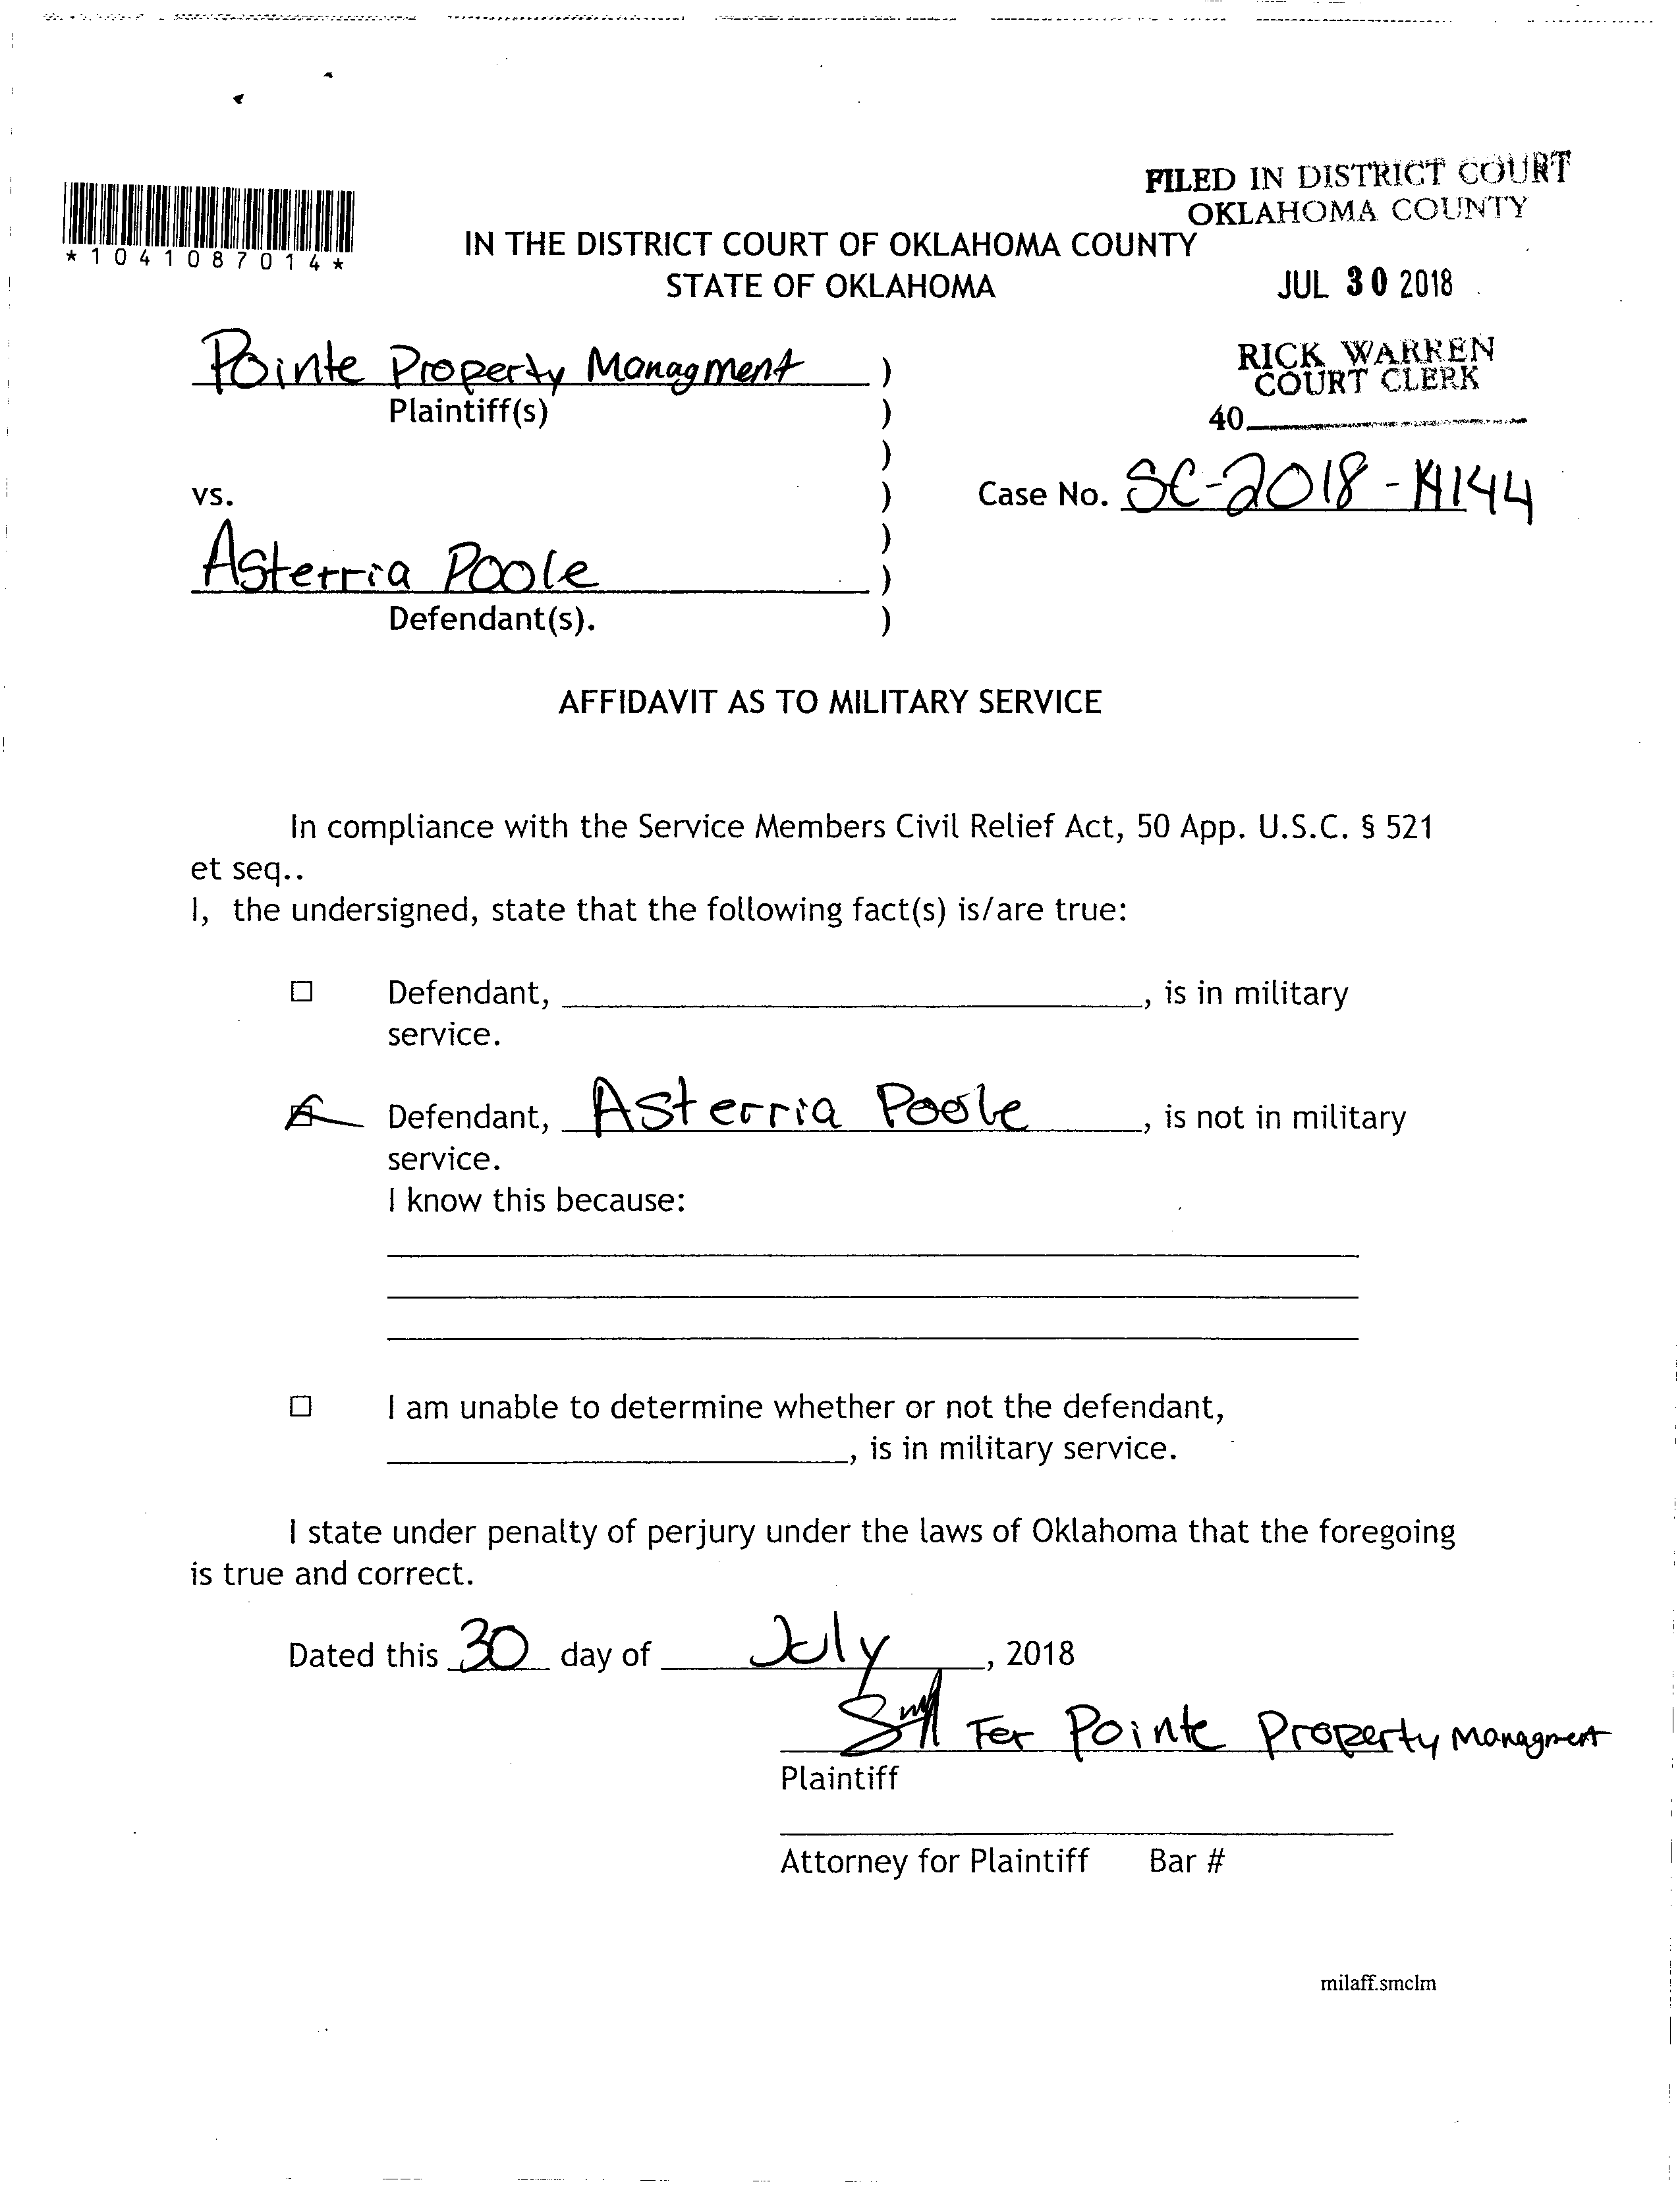 FILED IN DISTRICT COURT
OKLAHOMA COUNTY
*1041087014*
IN THE DISTRICT COURT OF OKLAHOMA COUNTY
STATE OF OKLAHOMA
JUL 30 2018
RICK WARREN
COURT CLERK
40
Pointe Property Managment )
Plaintiff(s) )
)
vs. )
Case No. SC-2018-14144
)
Asterria Poole )
Defendant(s). )
AFFIDAVIT AS TO MILITARY SERVICE
In compliance with the Service Members Civil Relief Act, 50 App. U.S.C. § 521
et seq..
I, the undersigned, state that the following fact(s) is/are true:
☐ Defendant, , is in military
service.
Defendant, Asterria Poole, is not in military
service.
I know this because:
☐ I am unable to determine whether or not the defendant,
, is in military service.
I state under penalty of perjury under the laws of Oklahoma that the foregoing
is true and correct.
Dated this 30 day of July, 2018
For Pointe Property Managment
Plaintiff
Attorney for Plaintiff Bar #
milaff.smclm